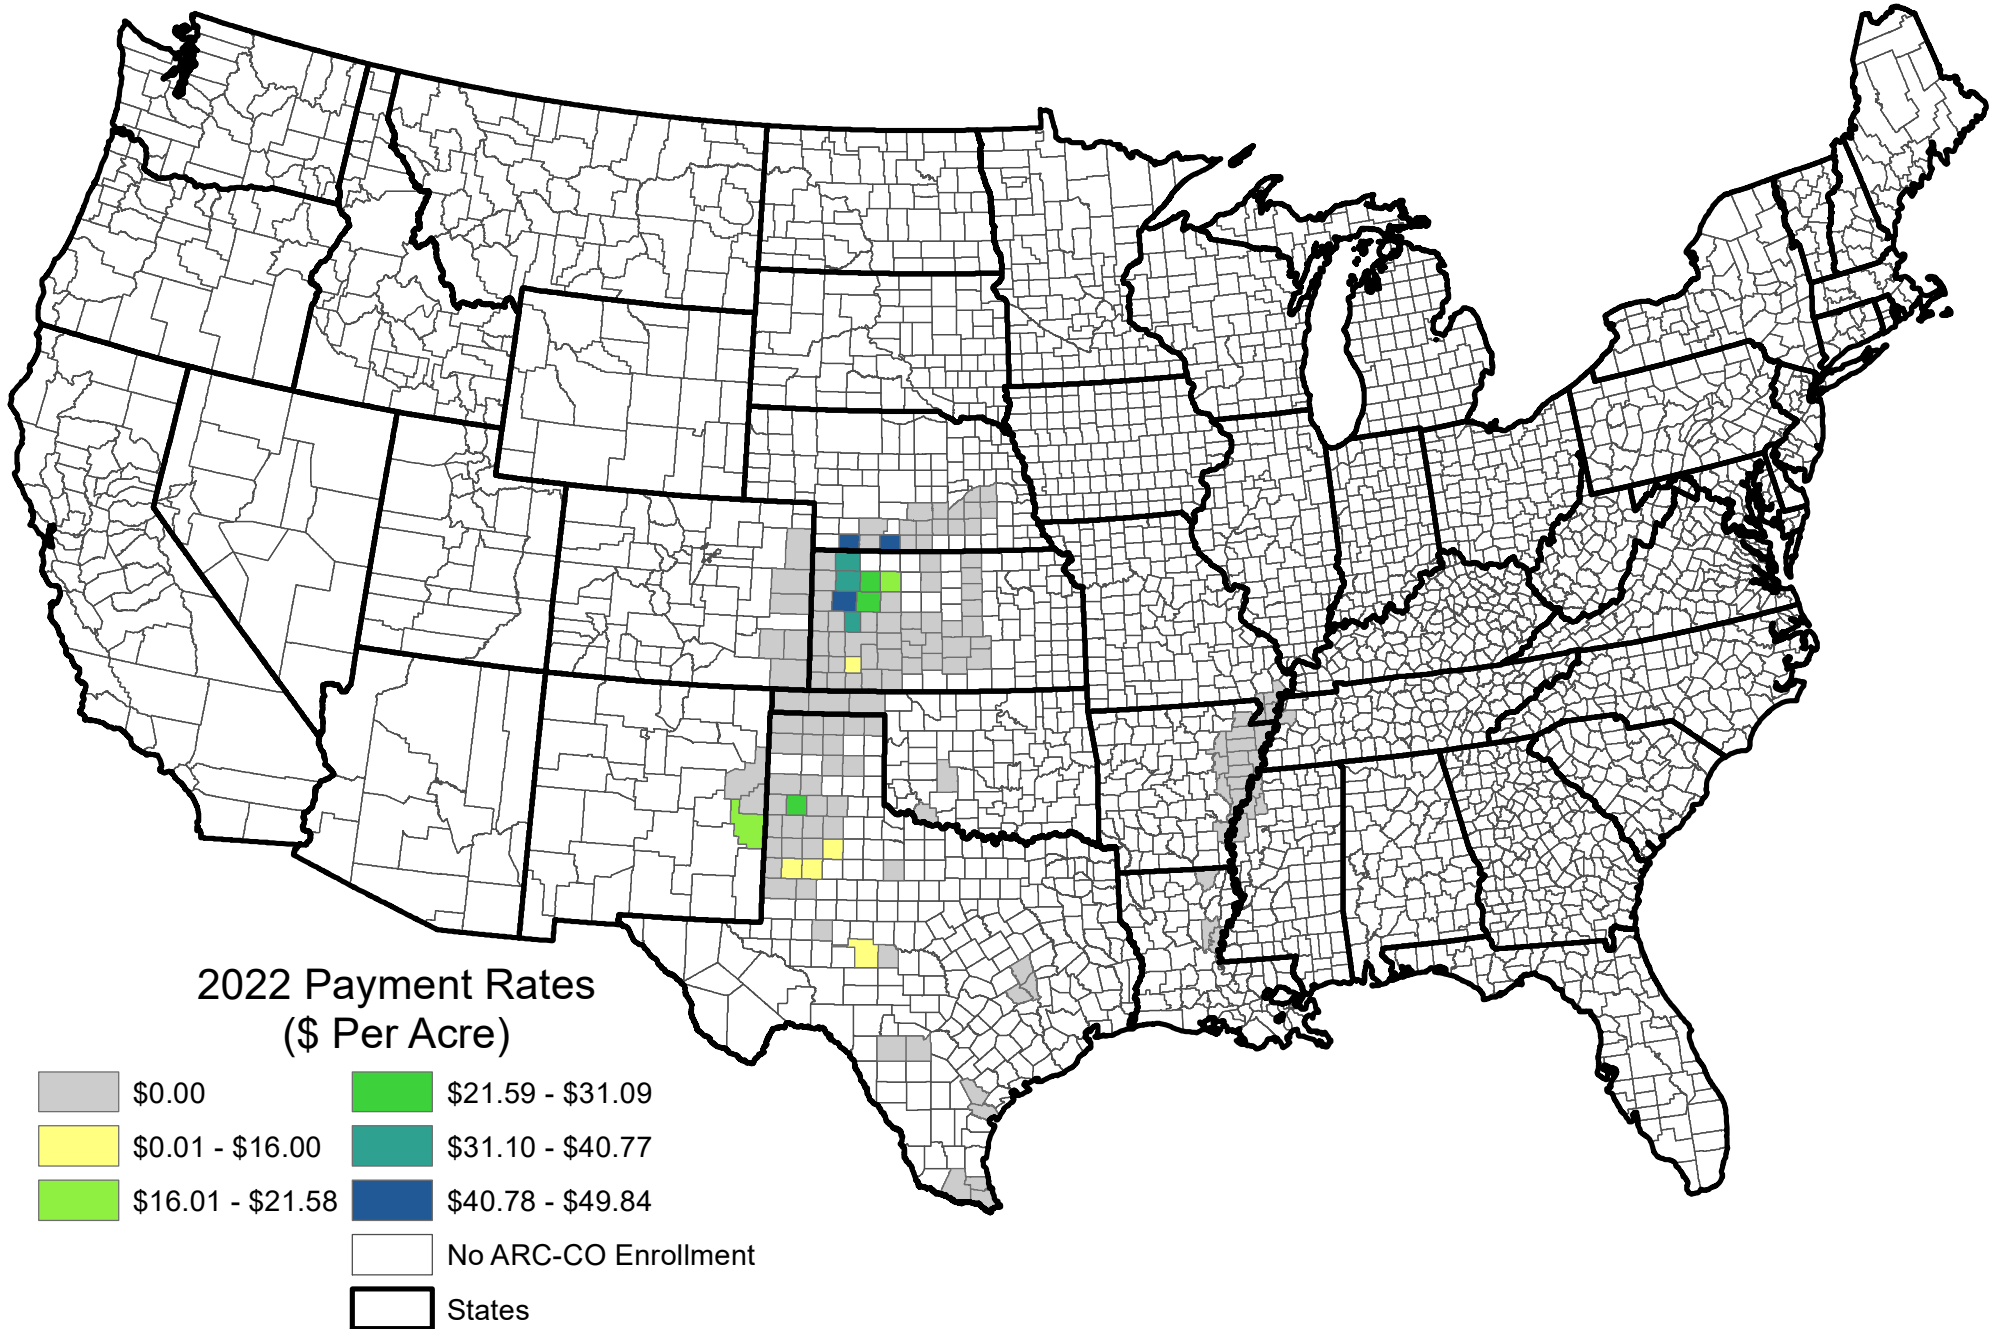 2022 Payment Rates
($ Per Acre)
$0.00
$0.01 - $16.00
$16.01 - $21.58
$21.59 - $31.09
$31.10 - $40.77
$40.78 - $49.84
No ARC-CO Enrollment
States